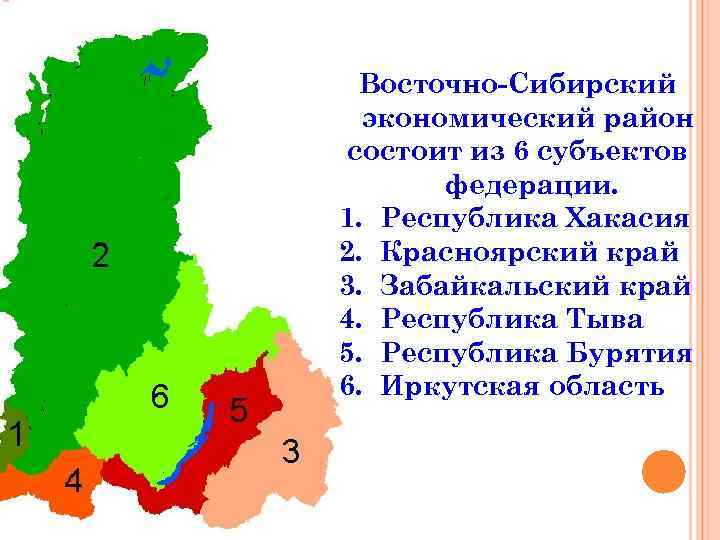 Восточно-Сибирский
экономический район
состоит из 6 субъектов
федерации.
1. Республика Хакасия
2. Красноярский край
3. Забайкальский край
4. Республика Тыва
5. Республика Бурятия
6. Иркутская область
2
6
5
1
3
4